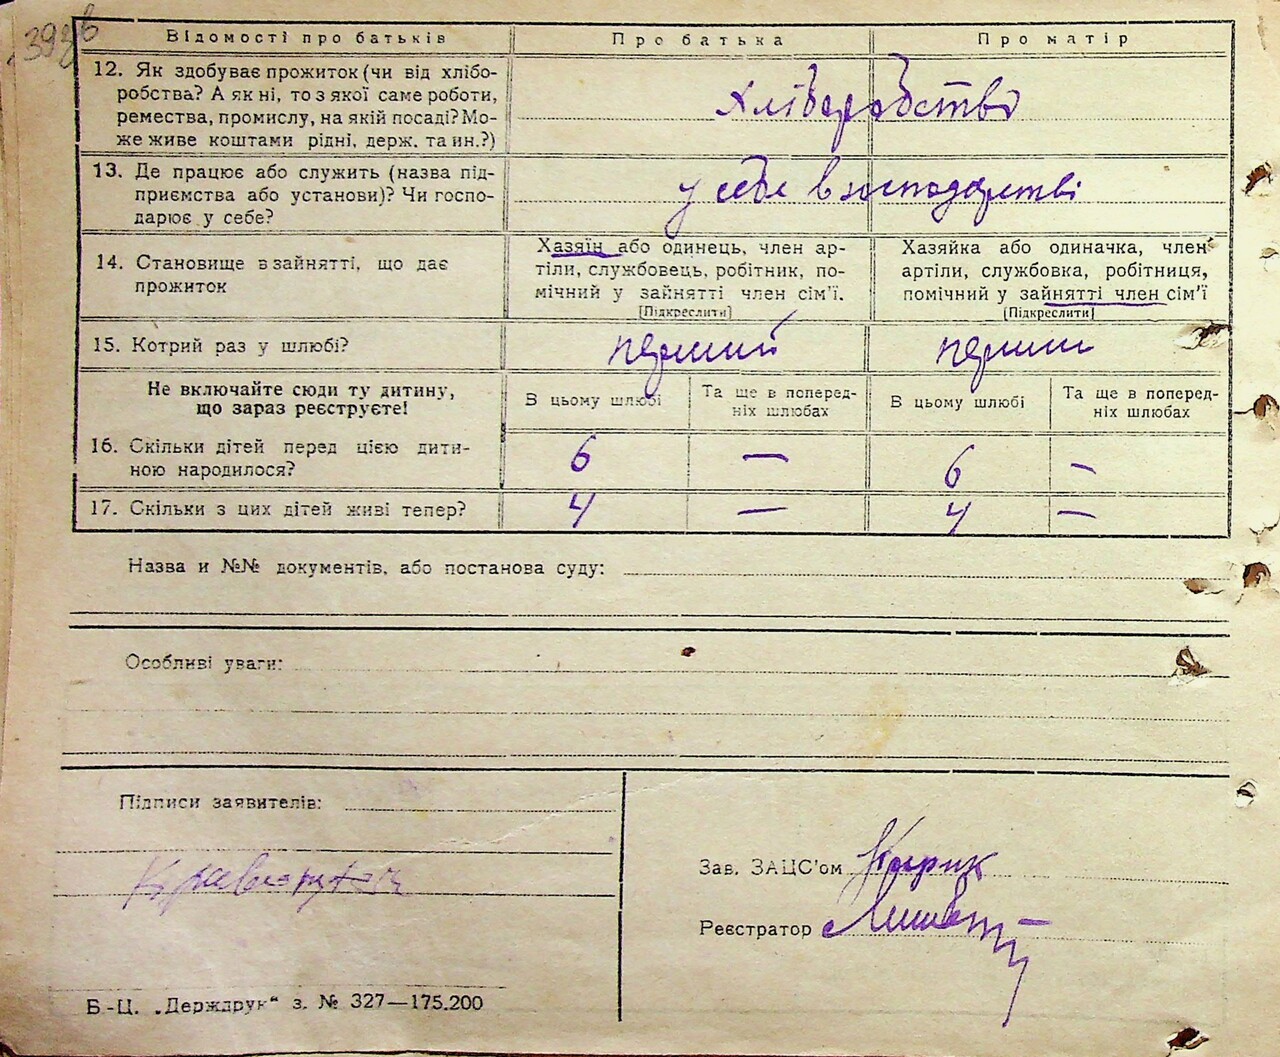 Відомості про батьків Про батька Про матір
12. Як здобуває прожиток (чи від хлібо-
робства? А як ні, то з якої саме роботи,
ремества, промислу, на якій посаді? Мо-
же живе коштами рідні, держ. та ин.?)
Хліборобство
13. Де працює або служить (назва під-
приємства або установи)? Чи госпо-
дарює у себе?
у себе в господарстві
14. Становище в зайнятті, що дає
прожиток
Хазяїн або одинець, член ар-
тіли, службовець, робітник, по-
мічний у зайнятті член сім'ї.
[Підкреслити]
Хазяйка або одиначка, член
артіли, службовка, робітниця,
помічний у зайнятті член сім'ї
[Підкреслити]
15. Котрий раз у шлюбі? перший перший
Не включайте сюди ту дитину,
що зараз реєструєте!
В цьому шлюбі
Та ще в поперед-
ніх шлюбах
В цьому шлюбі
Та ще в поперед-
ніх шлюбах
16. Скільки дітей перед цією дити-
ною народилося?
6 — 6 —
17. Скільки з цих дітей живі тепер? 4 — 4 —
Назва и №№ документів, або постанова суду:
Особливі уваги:
Підписи заявителів:
Зав. ЗАЦС'ом
Реєстратор
Б-Ц. „Держдрук“ з. № 327—175.200